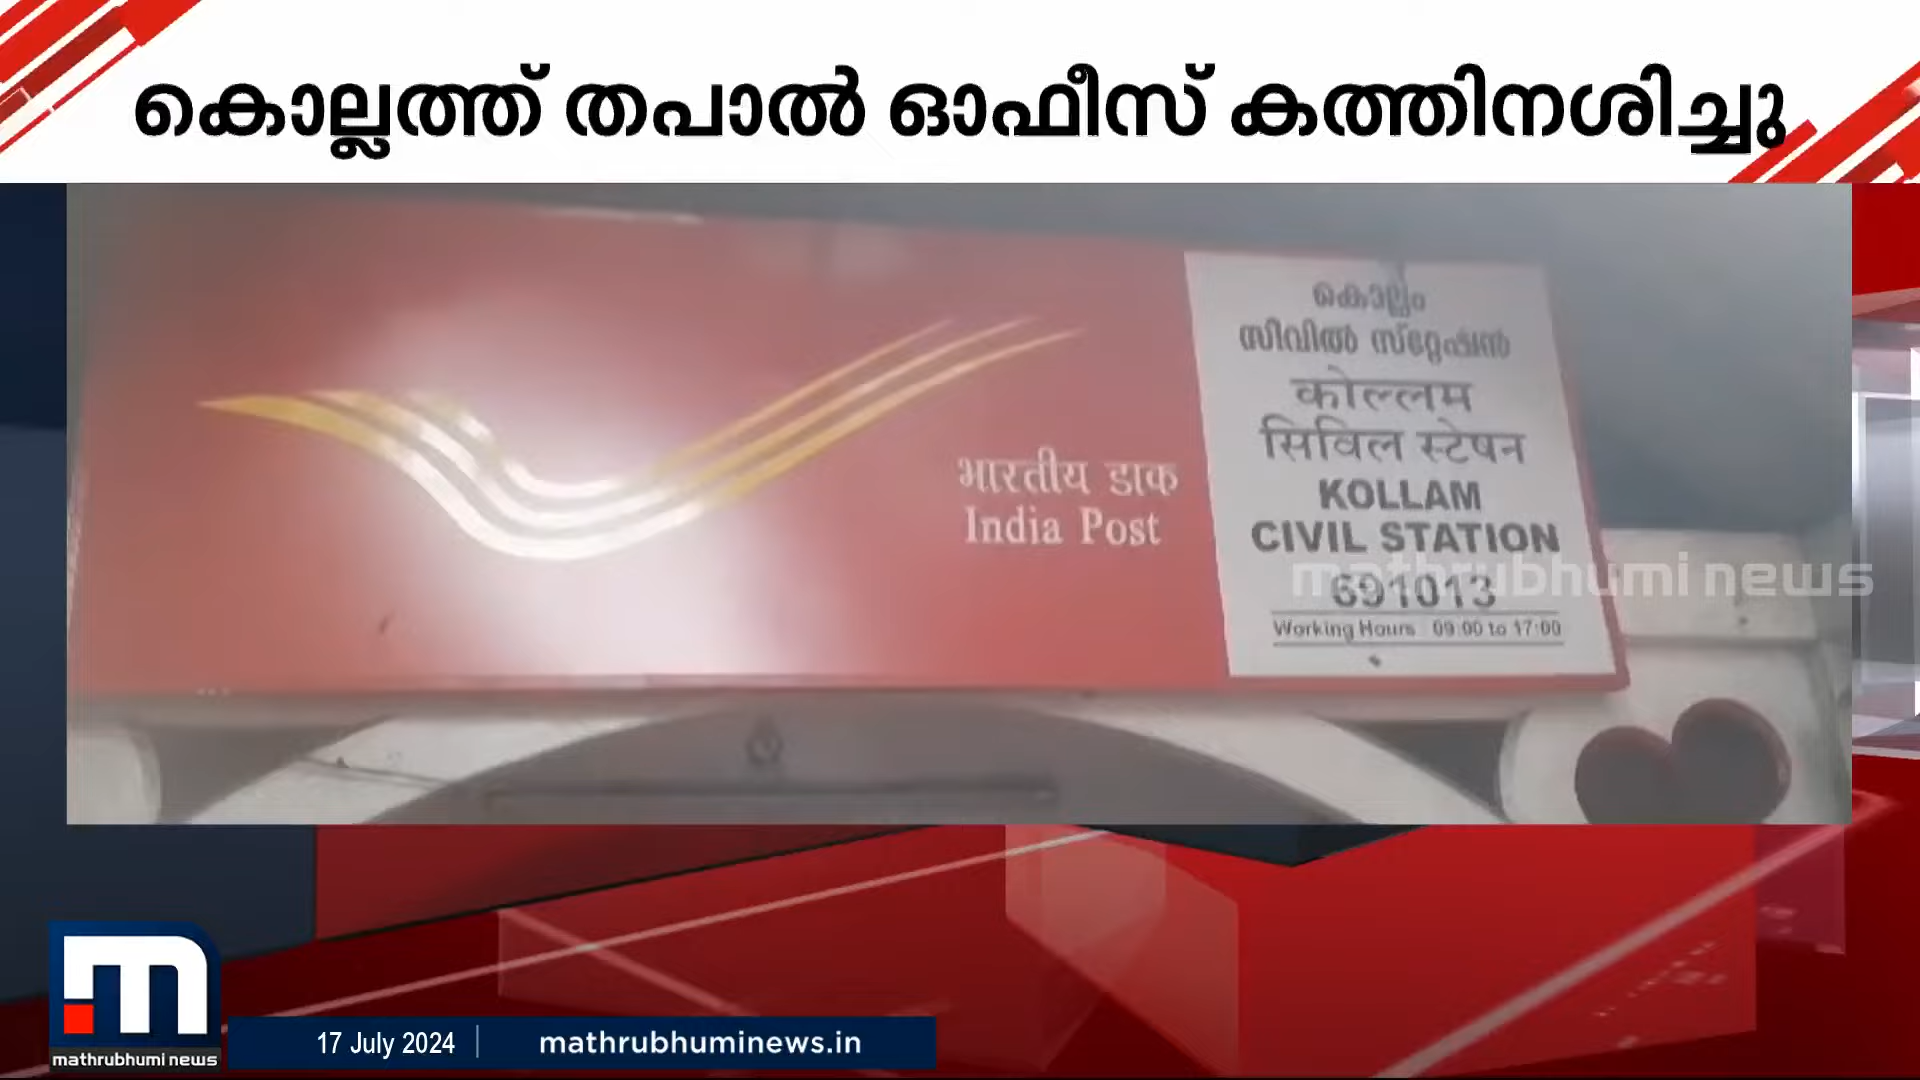 കൊല്ലത്ത് തപാൽ ഓഫീസ് കത്തിനശിച്ചു
കൊല്ലം
സിവിൽ സ്റ്റേഷൻ
कोल्लम
सिविल स्टेषन
KOLLAM
CIVIL STATION
691013
Working Hours 09:00 to 17:00
भारतीय डाक
India Post
mathrubhumi news
mathrubhumi news
17 July 2024
mathrubhuminews.in